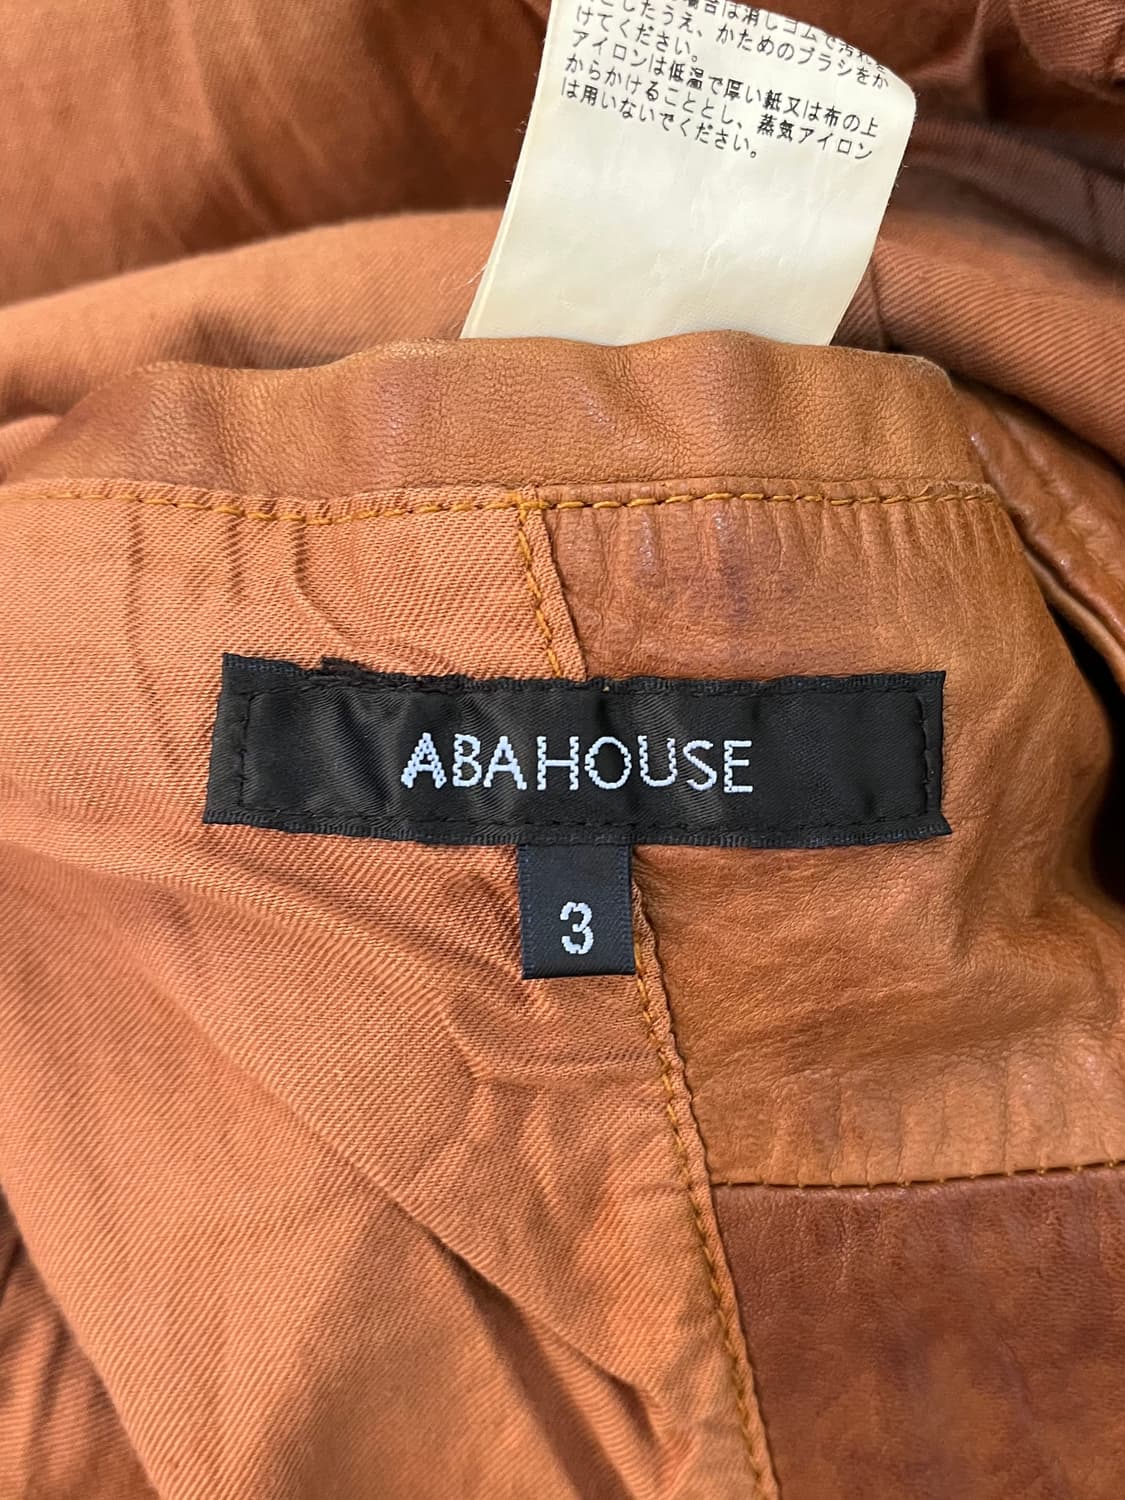 場合は消しゴムで汚れを
としたうえ、かためのブラシをか
けてください。
アイロンは低温で厚い紙又は布の上
からかけることとし、蒸気アイロン
は用いないでください。
ABAHOUSE
3